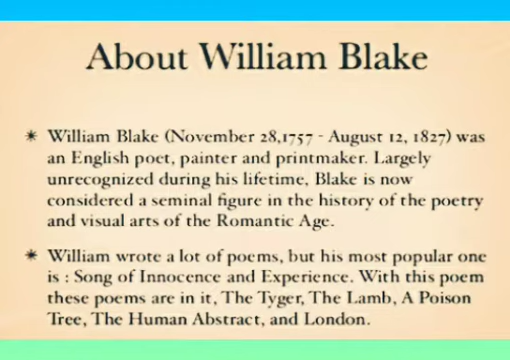 About William Blake
✴ William Blake (November 28,1757 - August 12, 1827) was
an English poet, painter and printmaker. Largely
unrecognized during his lifetime, Blake is now
considered a seminal figure in the history of the poetry
and visual arts of the Romantic Age.
✴ William wrote a lot of poems, but his most popular one
is : Song of Innocence and Experience. With this poem
these poems are in it, The Tyger, The Lamb, A Poison
Tree, The Human Abstract, and London.